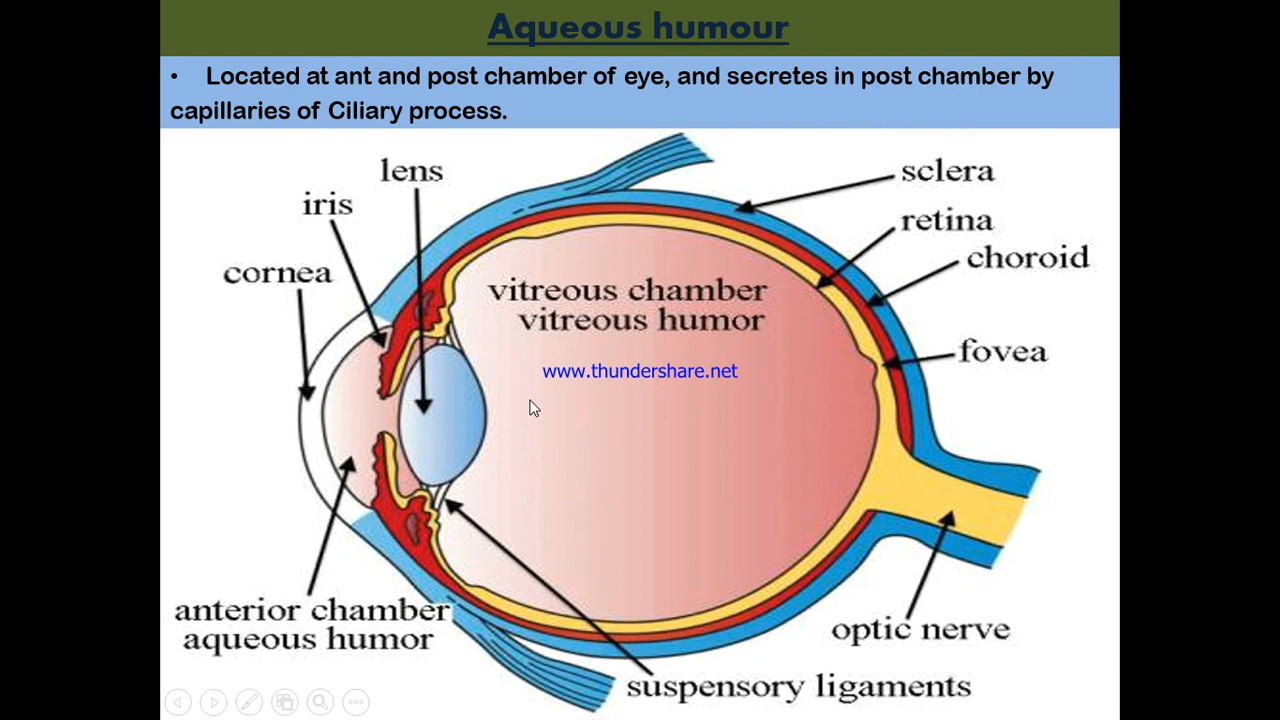 Aqueous humour
• Located at ant and post chamber of eye, and secretes in post chamber by
capillaries of Ciliary process.
lens
iris
cornea
sclera
retina
choroid
vitreous chamber
vitreous humor
fovea
www.thundershare.net
anterior chamber
aqueous humor
optic nerve
suspensory ligaments